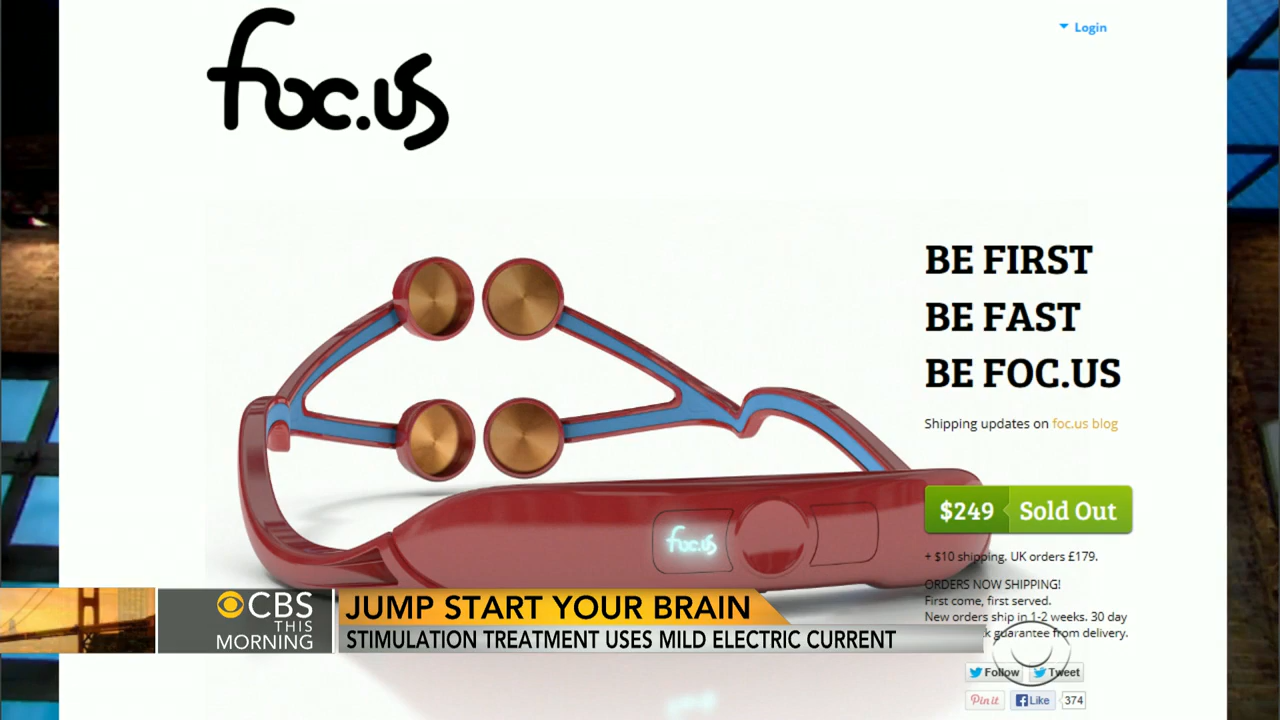 foc.us
Login
BE FIRST
BE FAST
BE FOC.US
Shipping updates on foc.us blog
$249 Sold Out
foc.us
+ $10 shipping. UK orders £179.
ORDERS NOW SHIPPING!
First come, first served.
New orders ship in 1-2 weeks. 30 day
guarantee from delivery.
CBS
THIS
MORNING
JUMP START YOUR BRAIN
STIMULATION TREATMENT USES MILD ELECTRIC CURRENT
Follow Tweet
Pin it Like 374